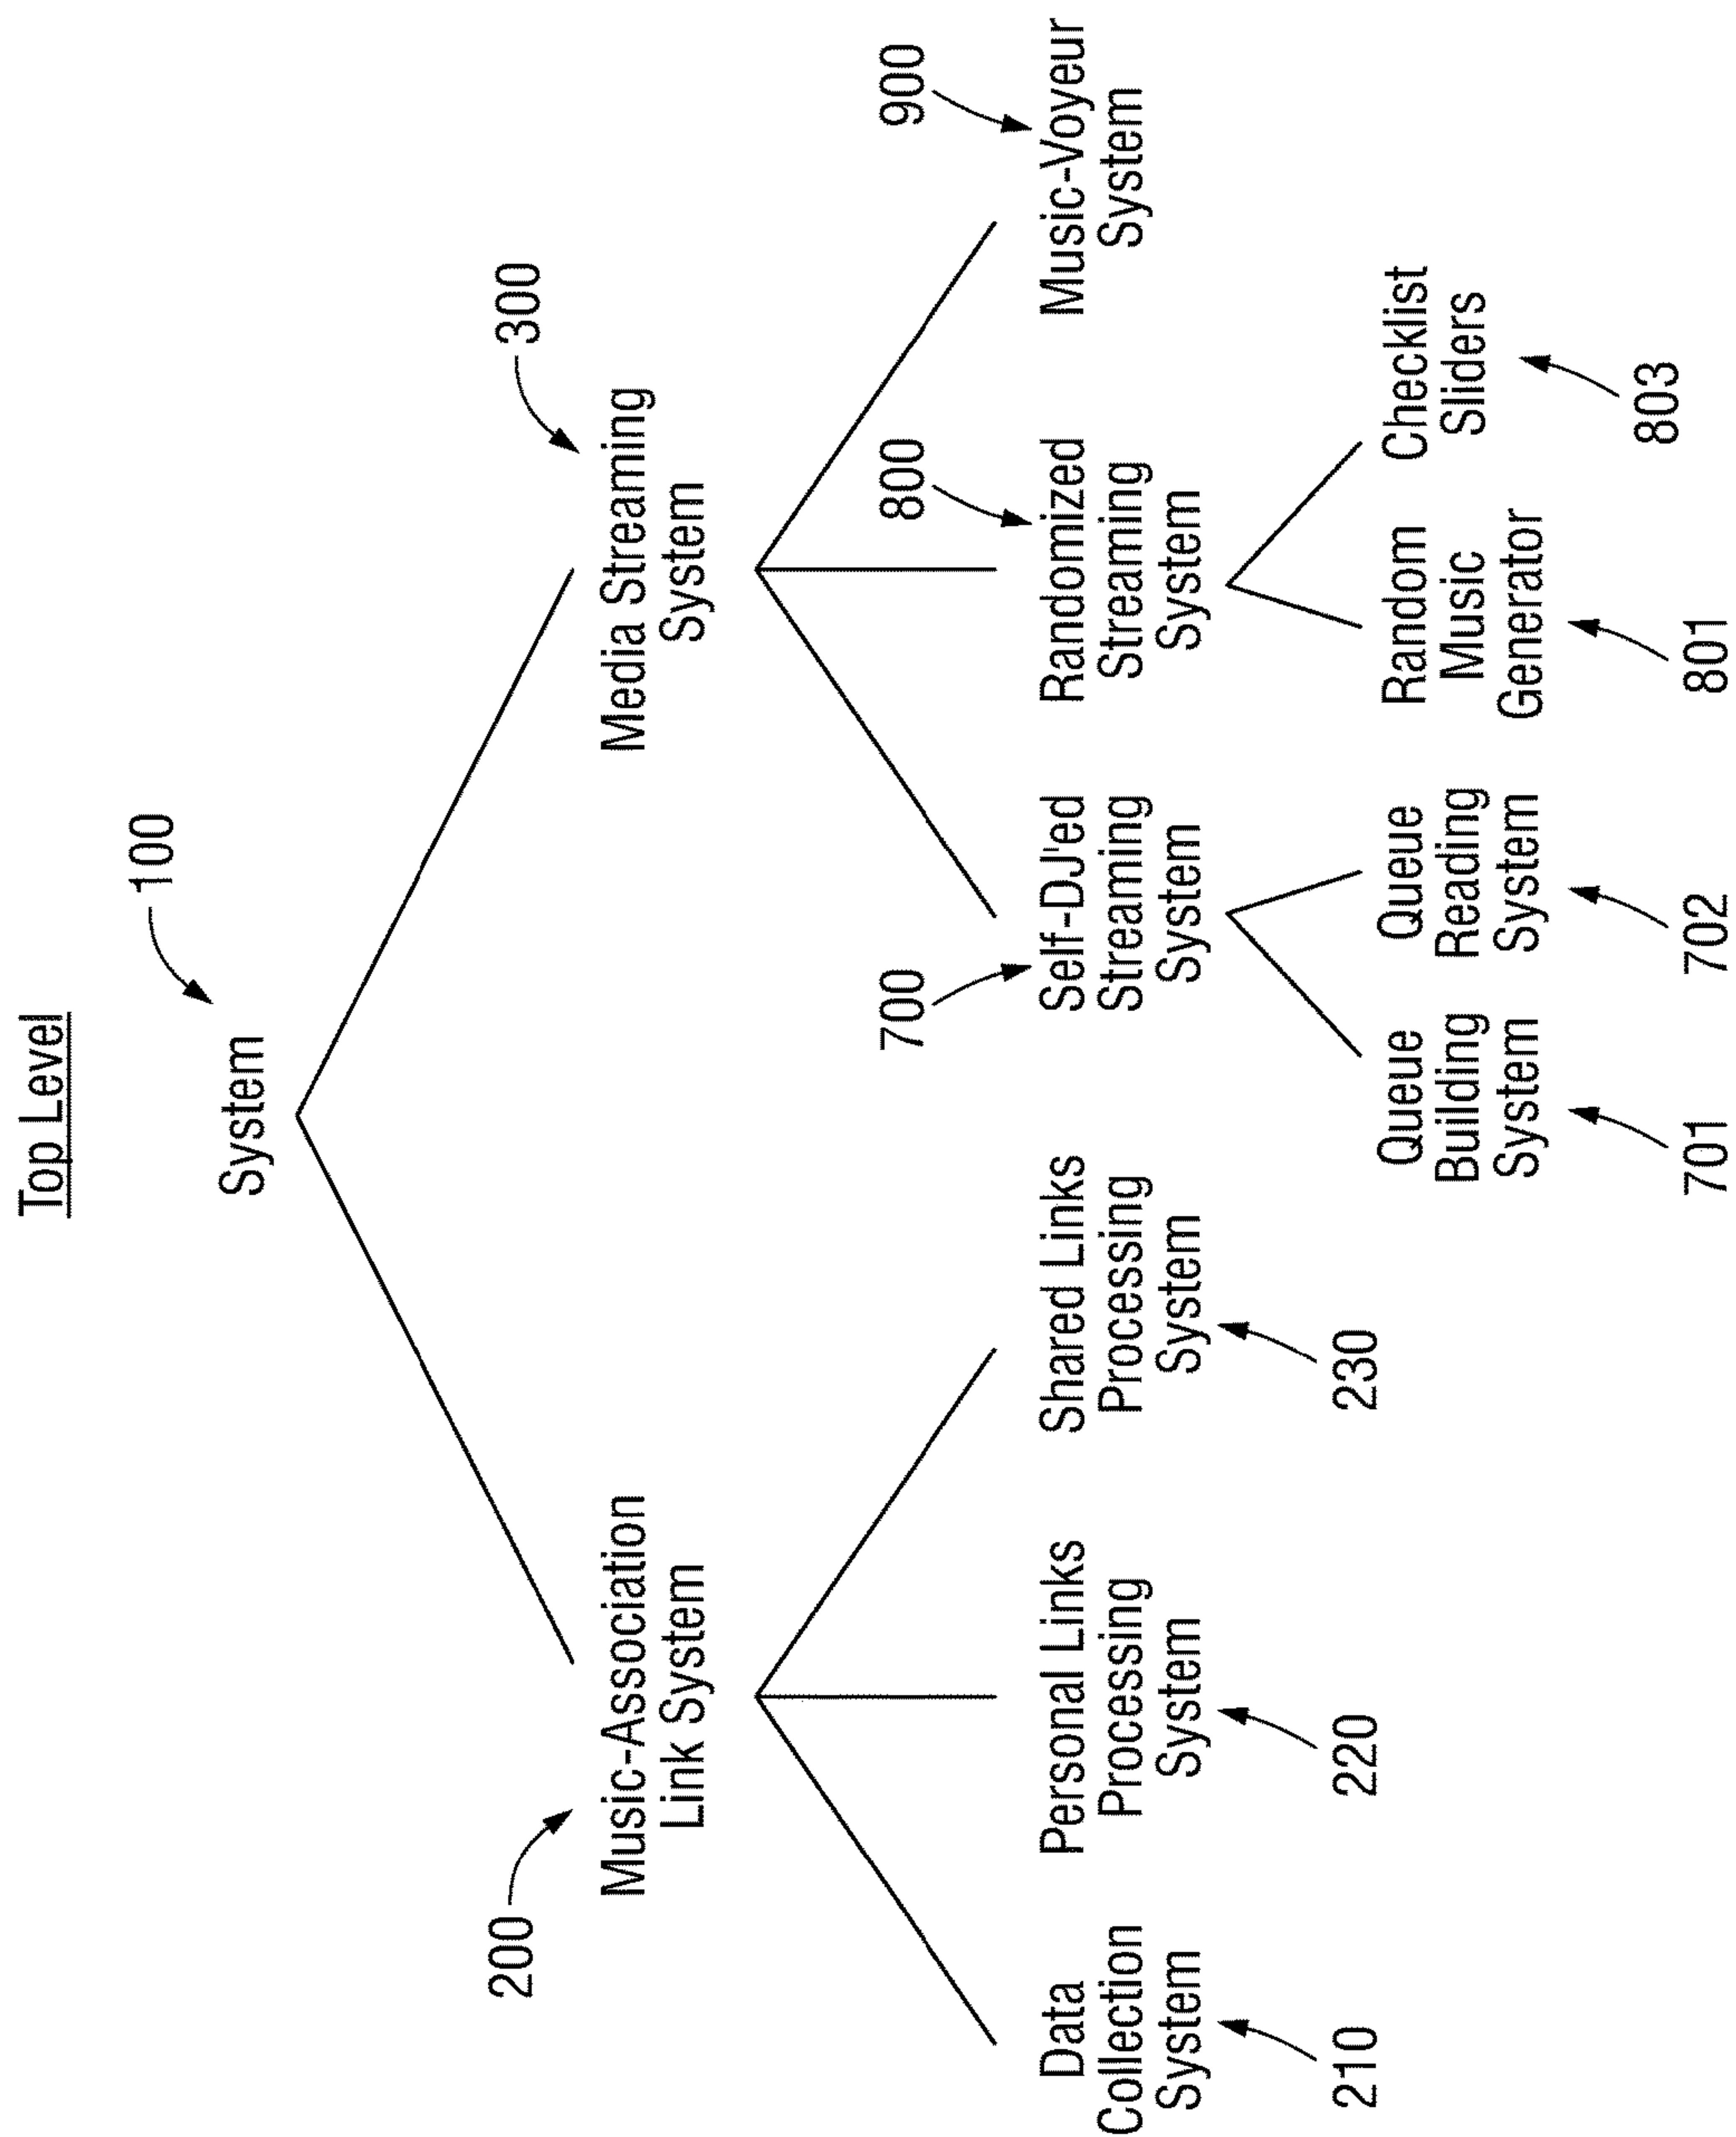 Top Level
100
System
200
Music-Association
Link System
300
Media Streaming
System
Data
Collection
System
210
Personal Links
Processing
System
220
Shared Links
Processing
System
230
700
Self-DJ'ed
Streaming
System
800
Randomized
Streaming
System
900
Music-Voyeur
System
Queue
Building
System
701
Queue
Reading
System
702
Random
Music
Generator
801
Checklist
Sliders
803